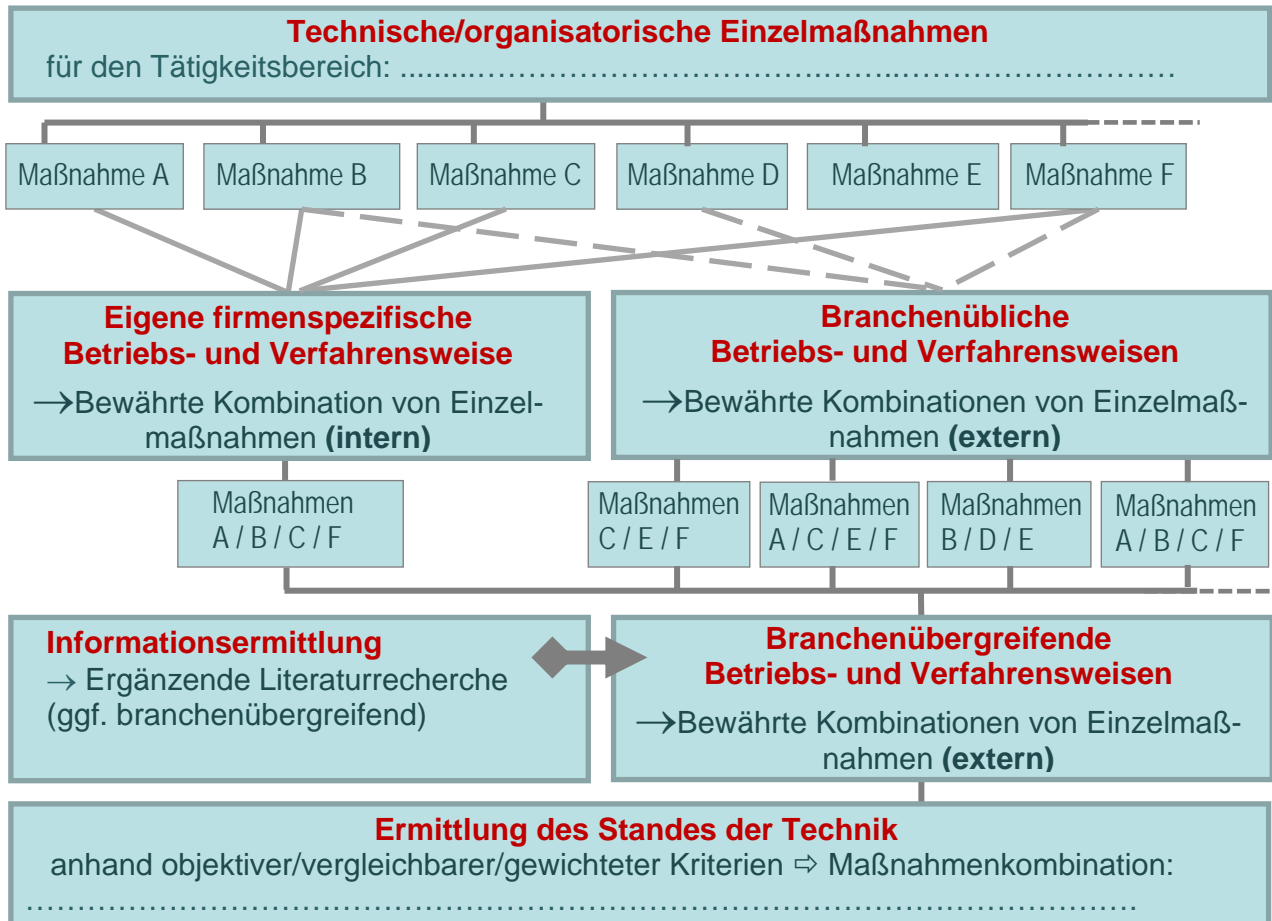 Technische/organisatorische Einzelmaßnahmen
für den Tätigkeitsbereich: .........……………………………………..……..……………………………
Maßnahme A
Maßnahme B
Maßnahme C
Maßnahme D
Maßnahme E
Maßnahme F
Eigene firmenspezifische
Betriebs- und Verfahrensweise
→Bewährte Kombination von Einzel-
maßnahmen (intern)
Branchenübliche
Betriebs- und Verfahrensweisen
→Bewährte Kombinationen von Einzelmaß-
nahmen (extern)
Maßnahmen
A / B / C / F
Maßnahmen
C / E / F
Maßnahmen
A / C / E / F
Maßnahmen
B / D / E
Maßnahmen
A / B / C / F
Informationsermittlung
→ Ergänzende Literaturrecherche
(ggf. branchenübergreifend)
Branchenübergreifende
Betriebs- und Verfahrensweisen
→Bewährte Kombinationen von Einzelmaß-
nahmen (extern)
Ermittlung des Standes der Technik
anhand objektiver/vergleichbarer/gewichteter Kriterien ⇨ Maßnahmenkombination:
…………………………………………………………………………………………………….